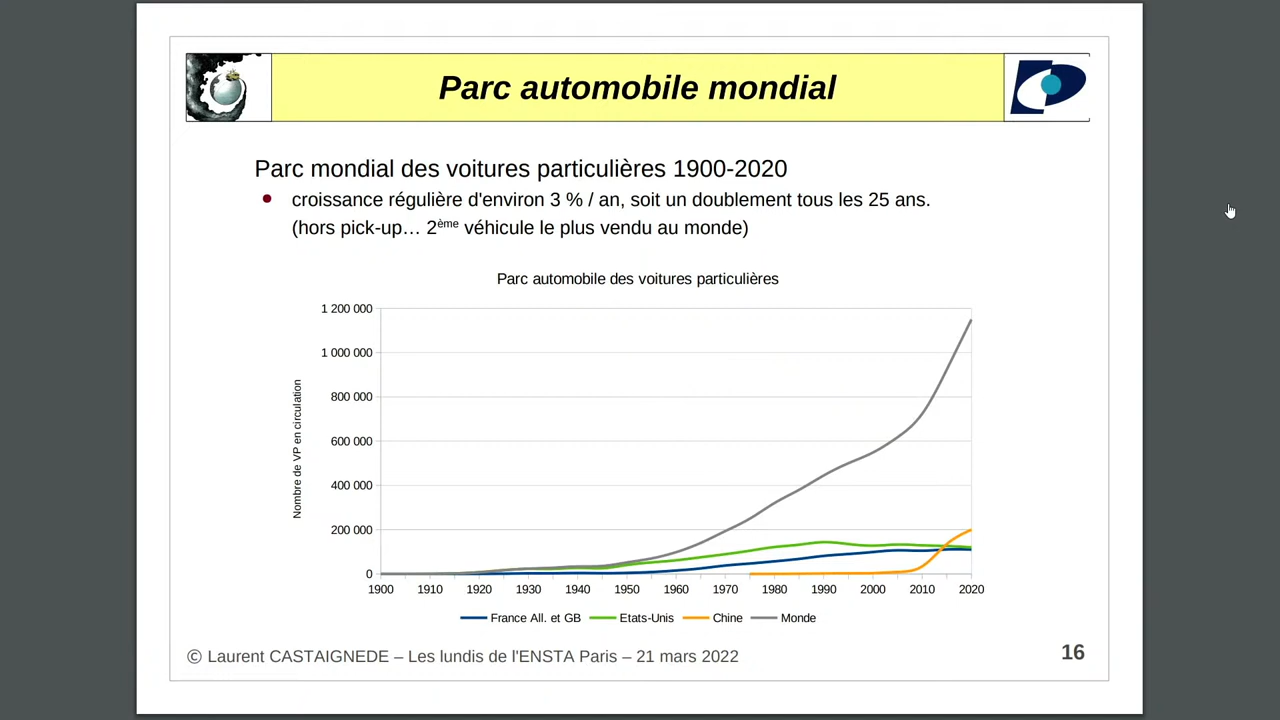 Parc automobile mondial
Parc mondial des voitures particulières 1900-2020
croissance régulière d'environ 3 % / an, soit un doublement tous les 25 ans.
(hors pick-up… 2ème véhicule le plus vendu au monde)
Parc automobile des voitures particulières
Nombre de VP en circulation
1 200 000
1 000 000
800 000
600 000
400 000
200 000
0
1900 1910 1920 1930 1940 1950 1960 1970 1980 1990 2000 2010 2020
France All. et GB Etats-Unis Chine Monde
© Laurent CASTAIGNEDE – Les lundis de l'ENSTA Paris – 21 mars 2022
16